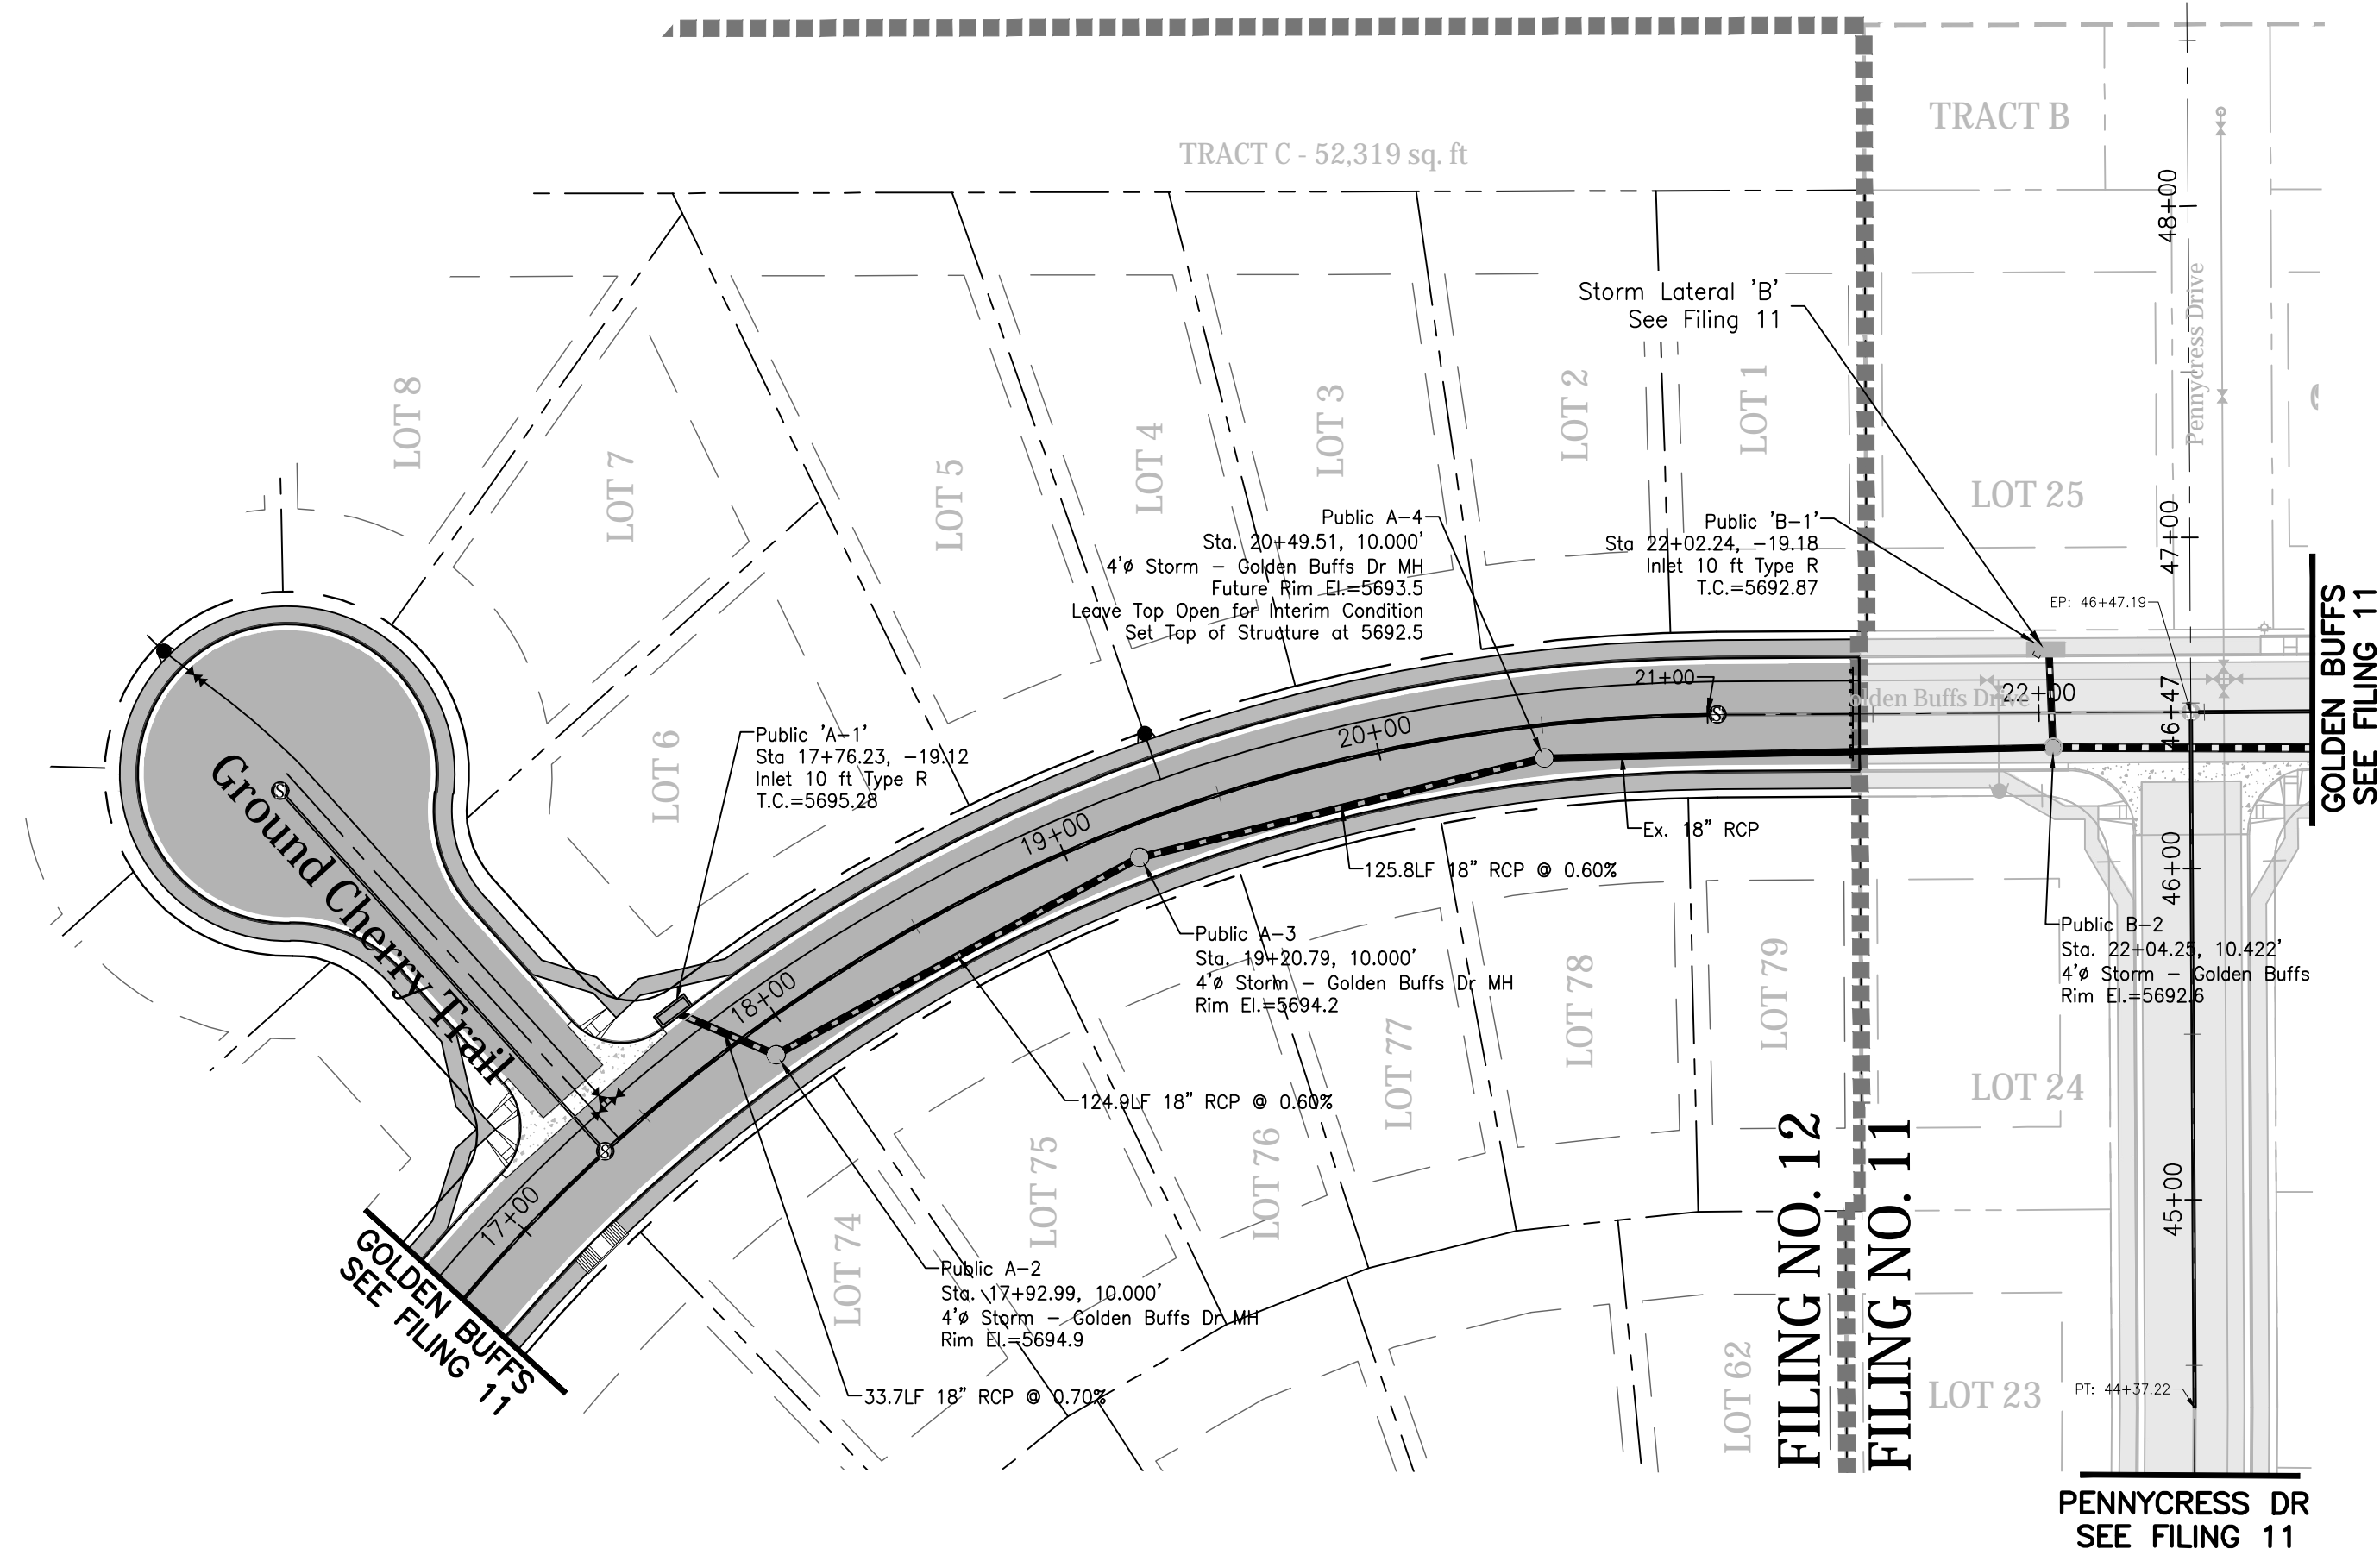 TRACT B
TRACT C - 52,319 sq. ft
48+00
Pennycress Drive
Storm Lateral 'B'
See Filing 11
LOT 8
LOT 7
LOT 5
LOT 4
LOT 3
LOT 2
LOT 1
LOT 25
47+00
Public A-4
Sta. 20+49.51, 10.000'
4'ø Storm - Golden Buffs Dr MH
Future Rim El.=5693.5
Leave Top Open for Interim Condition
Set Top of Structure at 5692.5
Public 'B-1'
Sta 22+02.24, -19.18
Inlet 10 ft Type R
T.C.=5692.87
EP: 46+47.19
GOLDEN BUFFS
SEE FILING 11
21+00
22+00
lden Buffs Drive
46+47
20+00
LOT 6
Public 'A-1'
Sta 17+76.23, -19.12
Inlet 10 ft Type R
T.C.=5695.28
Ground Cherry Trail
19+00
Ex. 18" RCP
125.8LF 18" RCP @ 0.60%
46+00
Public A-3
Sta. 19+20.79, 10.000'
4'ø Storm - Golden Buffs Dr MH
Rim El.=5694.2
Public B-2
Sta. 22+04.25, 10.422'
4'ø Storm - Golden Buffs
Rim El.=5692.6
18+00
LOT 77
LOT 78
LOT 79
LOT 24
124.9LF 18" RCP @ 0.60%
LOT 74
LOT 75
LOT 76
17+00
45+00
GOLDEN BUFFS
SEE FILING 11
Public A-2
Sta. 17+92.99, 10.000'
4'ø Storm - Golden Buffs Dr MH
Rim El.=5694.9
33.7LF 18" RCP @ 0.70%
LOT 62
FILING NO. 12
FILING NO. 11
LOT 23
PT: 44+37.22
PENNYCRESS DR
SEE FILING 11